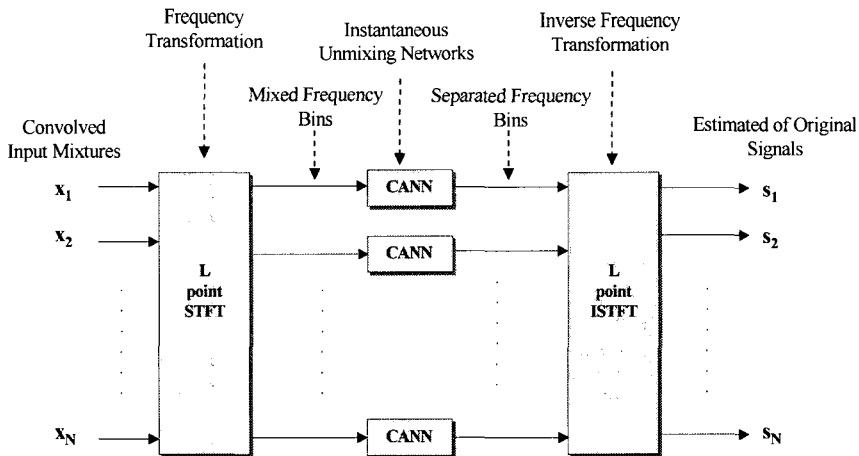 Frequency
Transformation
Instantaneous
Unmixing Networks
Inverse Frequency
Transformation
Mixed Frequency
Bins
Separated Frequency
Bins
Convolved
Input Mixtures
Estimated of Original
Signals
x1
CANN
s1
x2
CANN
s2
L
point
STFT
L
point
ISTFT
xN
CANN
sN